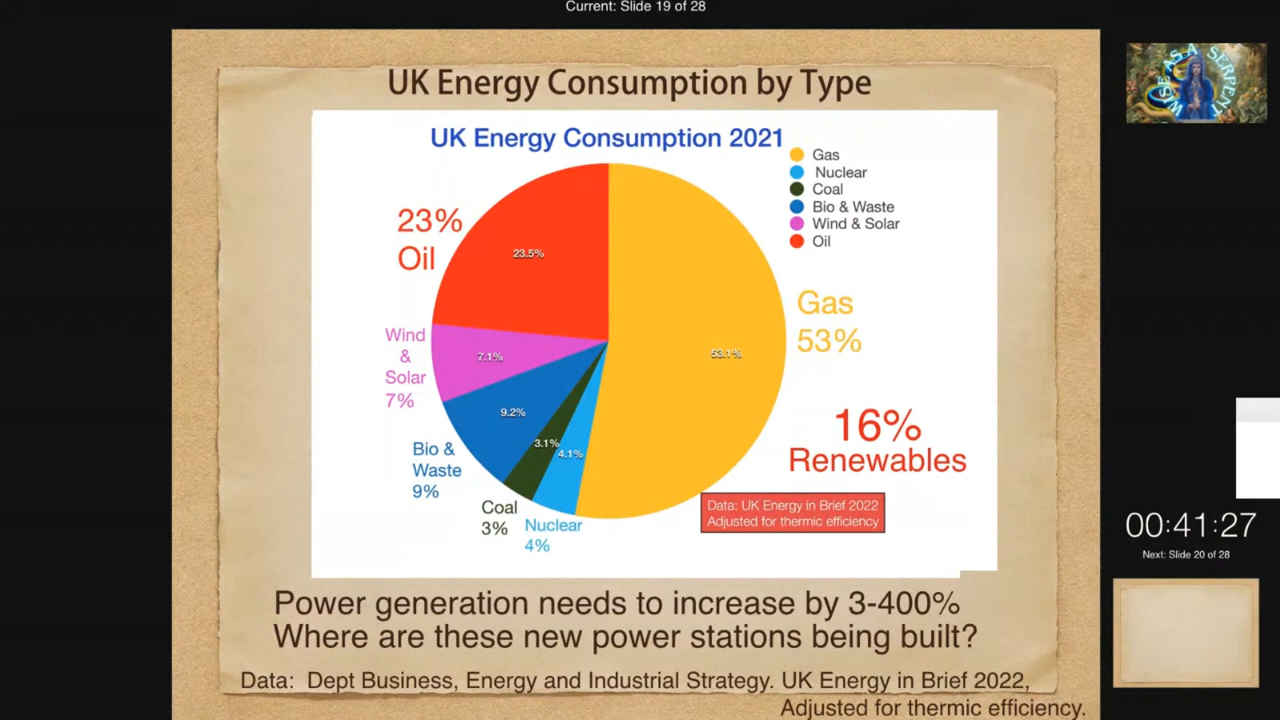 Current: Slide 19 of 28
WISE AS A SERPENT
UK Energy Consumption by Type
UK Energy Consumption 2021
Gas
Nuclear
Coal
Bio & Waste
Wind & Solar
Oil
23%
Oil
23.5%
Gas
53%
53.1%
Wind
&
Solar
7%
7.1%
9.2%
Bio &
Waste
9%
3.1%
4.1%
Coal
3%
Nuclear
4%
16%
Renewables
Data: UK Energy in Brief 2022
Adjusted for thermic efficiency
00:41:27
Next: Slide 20 of 28
Power generation needs to increase by 3-400%
Where are these new power stations being built?
Data: Dept Business, Energy and Industrial Strategy. UK Energy in Brief 2022,
Adjusted for thermic efficiency.